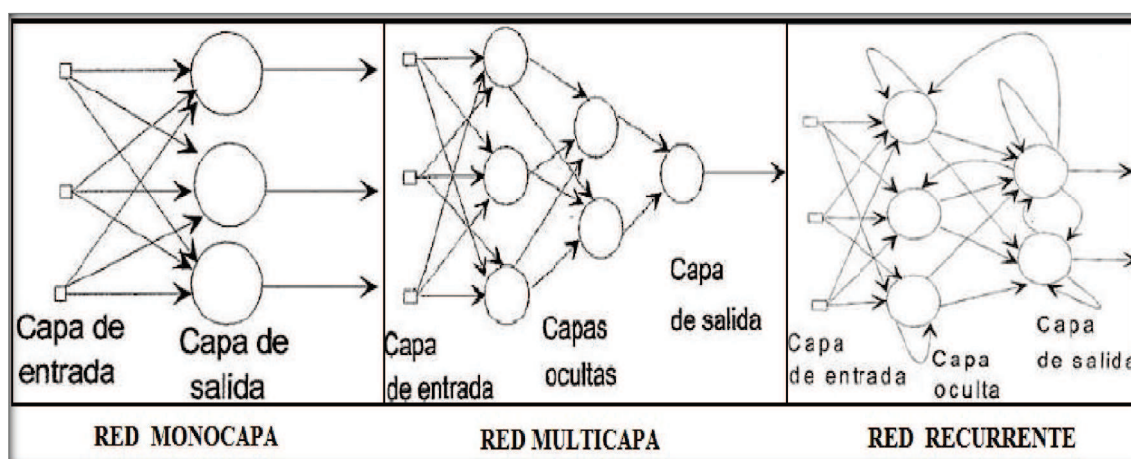 Capa de
entrada
Capa de
salida
Capa
de entrada
Capas
ocultas
Capa
de salida
Capa
de entrada
Capa
oculta
Capa
de salida
RED MONOCAPA
RED MULTICAPA
RED RECURRENTE